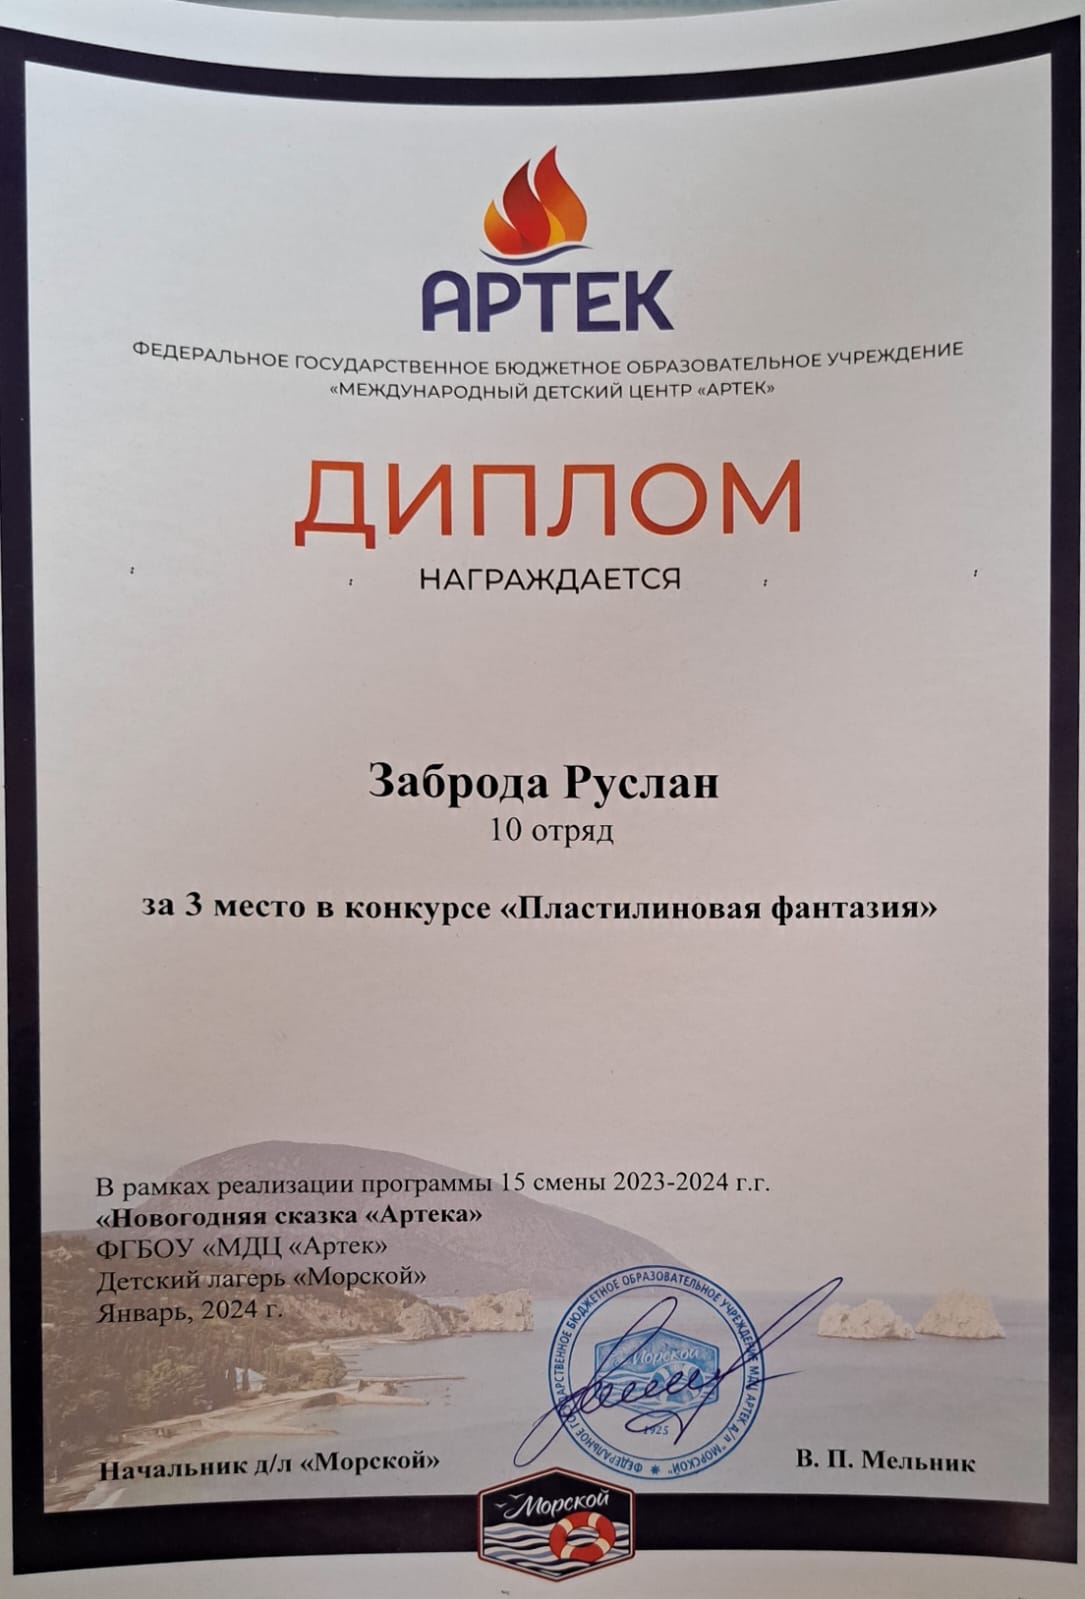 АРТЕК
ФЕДЕРАЛЬНОЕ ГОСУДАРСТВЕННОЕ БЮДЖЕТНОЕ ОБРАЗОВАТЕЛЬНОЕ УЧРЕЖДЕНИЕ
«МЕЖДУНАРОДНЫЙ ДЕТСКИЙ ЦЕНТР «АРТЕК»
ДИПЛОМ
НАГРАЖДАЕТСЯ
Заброда Руслан
10 отряд
за 3 место в конкурсе «Пластилиновая фантазия»
В рамках реализации программы 15 смены 2023-2024 г.г.
«Новогодняя сказка «Артека»
ФГБОУ «МДЦ «Артек»
Детский лагерь «Морской»
Январь, 2024 г.
ФЕДЕРАЛЬНОЕ ГОСУДАРСТВЕННОЕ БЮДЖЕТНОЕ ОБРАЗОВАТЕЛЬНОЕ УЧРЕЖДЕНИЕ МДЦ АРТЕК Д/Л "МОРСКОЙ"
Морской
1925
Начальник д/л «Морской»
В. П. Мельник
Морской